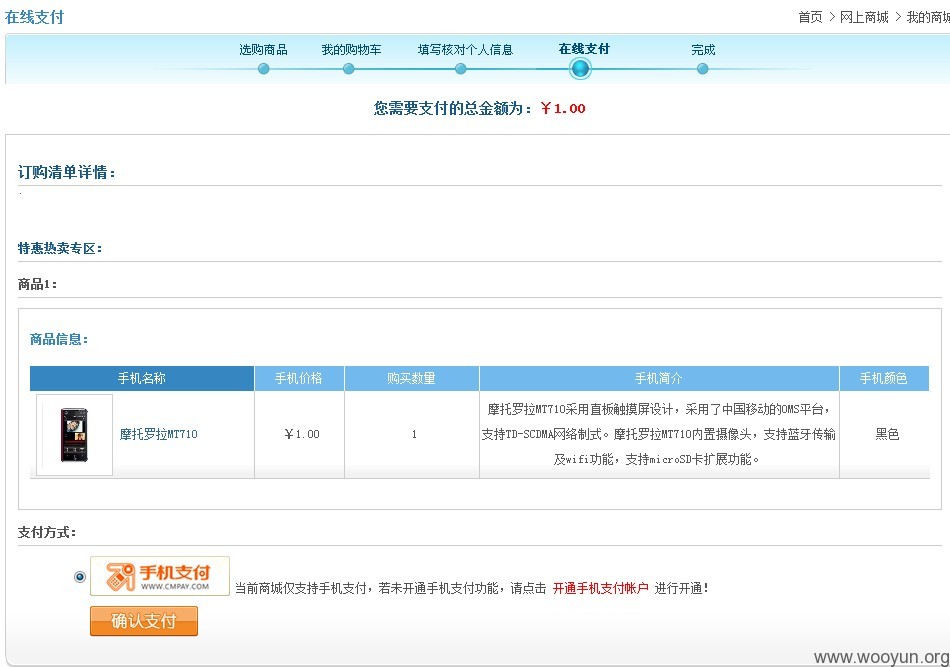 在线支付
首页 > 网上商城 > 我的商城
选购商品 我的购物车 填写核对个人信息 在线支付 完成
您需要支付的总金额为：￥1.00
订购清单详情：
特惠热卖专区：
商品1：
商品信息：
手机名称 手机价格 购买数量 手机简介 手机颜色
摩托罗拉MT710 ￥1.00 1 摩托罗拉MT710采用直板触摸屏设计，采用了中国移动的OMS平台，
支持TD-SCDMA网络制式。摩托罗拉MT710内置摄像头，支持蓝牙传输
及wifi功能，支持microSD卡扩展功能。
黑色
支付方式：
手机支付
WWW.CMPAY.COM
当前商城仅支持手机支付，若未开通手机支付功能，请点击 开通手机支付帐户 进行开通！
确认支付
www.wooyun.org